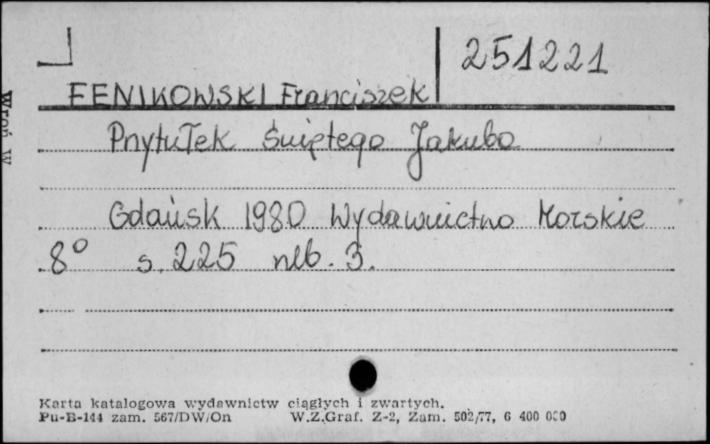 251221
FENIKOWSKI Franciszek
Przytułek Świętego Jakuba
Gdańsk 1980 Wydawnictwo Morskie
8° s. 225 nlb. 3.
Karta katalogowa wydawnictw ciągłych i zwartych.
Pu-B-144 zam. 567/DW/On W.Z.Graf. Z-2, Zam. 502/77, 6 400 000